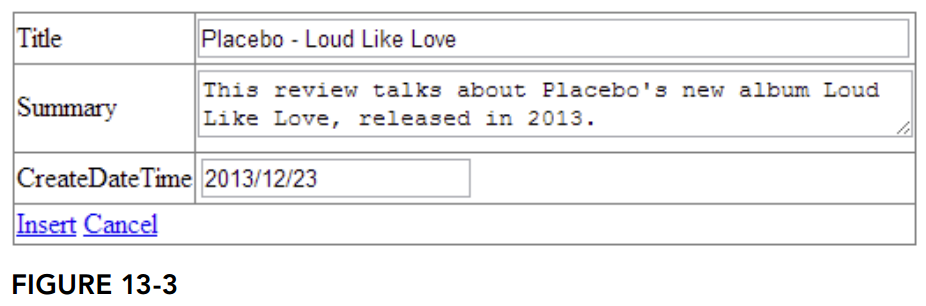 Title
Placebo - Loud Like Love
Summary
This review talks about Placebo's new album Loud
Like Love, released in 2013.
CreateDateTime
2013/12/23
Insert Cancel
FIGURE 13-3